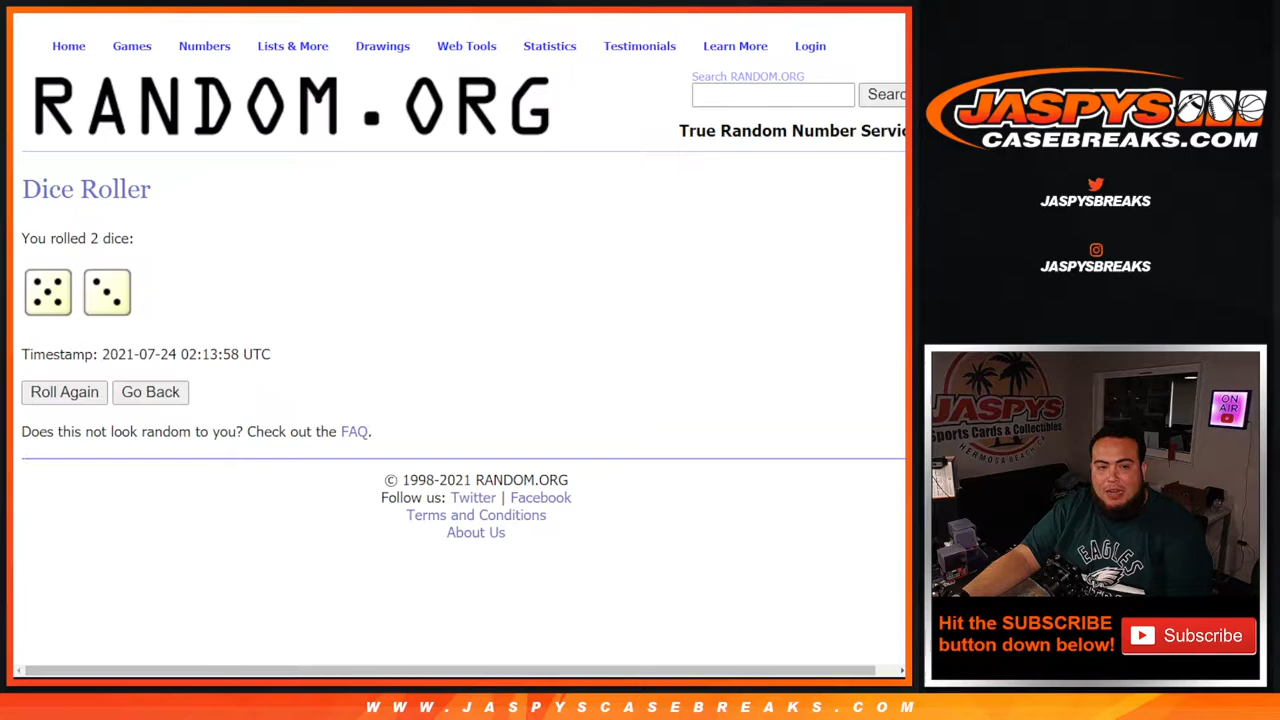 Home Games Numbers Lists & More Drawings Web Tools Statistics Testimonials Learn More Login
RANDOM.ORG
Search RANDOM.ORG
Searc
True Random Number Servic
Dice Roller
You rolled 2 dice:
Timestamp: 2021-07-24 02:13:58 UTC
Roll Again Go Back
Does this not look random to you? Check out the FAQ.
© 1998-2021 RANDOM.ORG
Follow us: Twitter | Facebook
Terms and Conditions
About Us
JASPYS
CASEBREAKS.COM
JASPYSBREAKS
JASPYSBREAKS
JASPYS
Sports Cards & Collectibles
HERMOSA BEACH, CA
ON
AIR
EAGLES
Hit the SUBSCRIBE
button down below!
Subscribe
WWW.JASPYSCASEBREAKS.COM